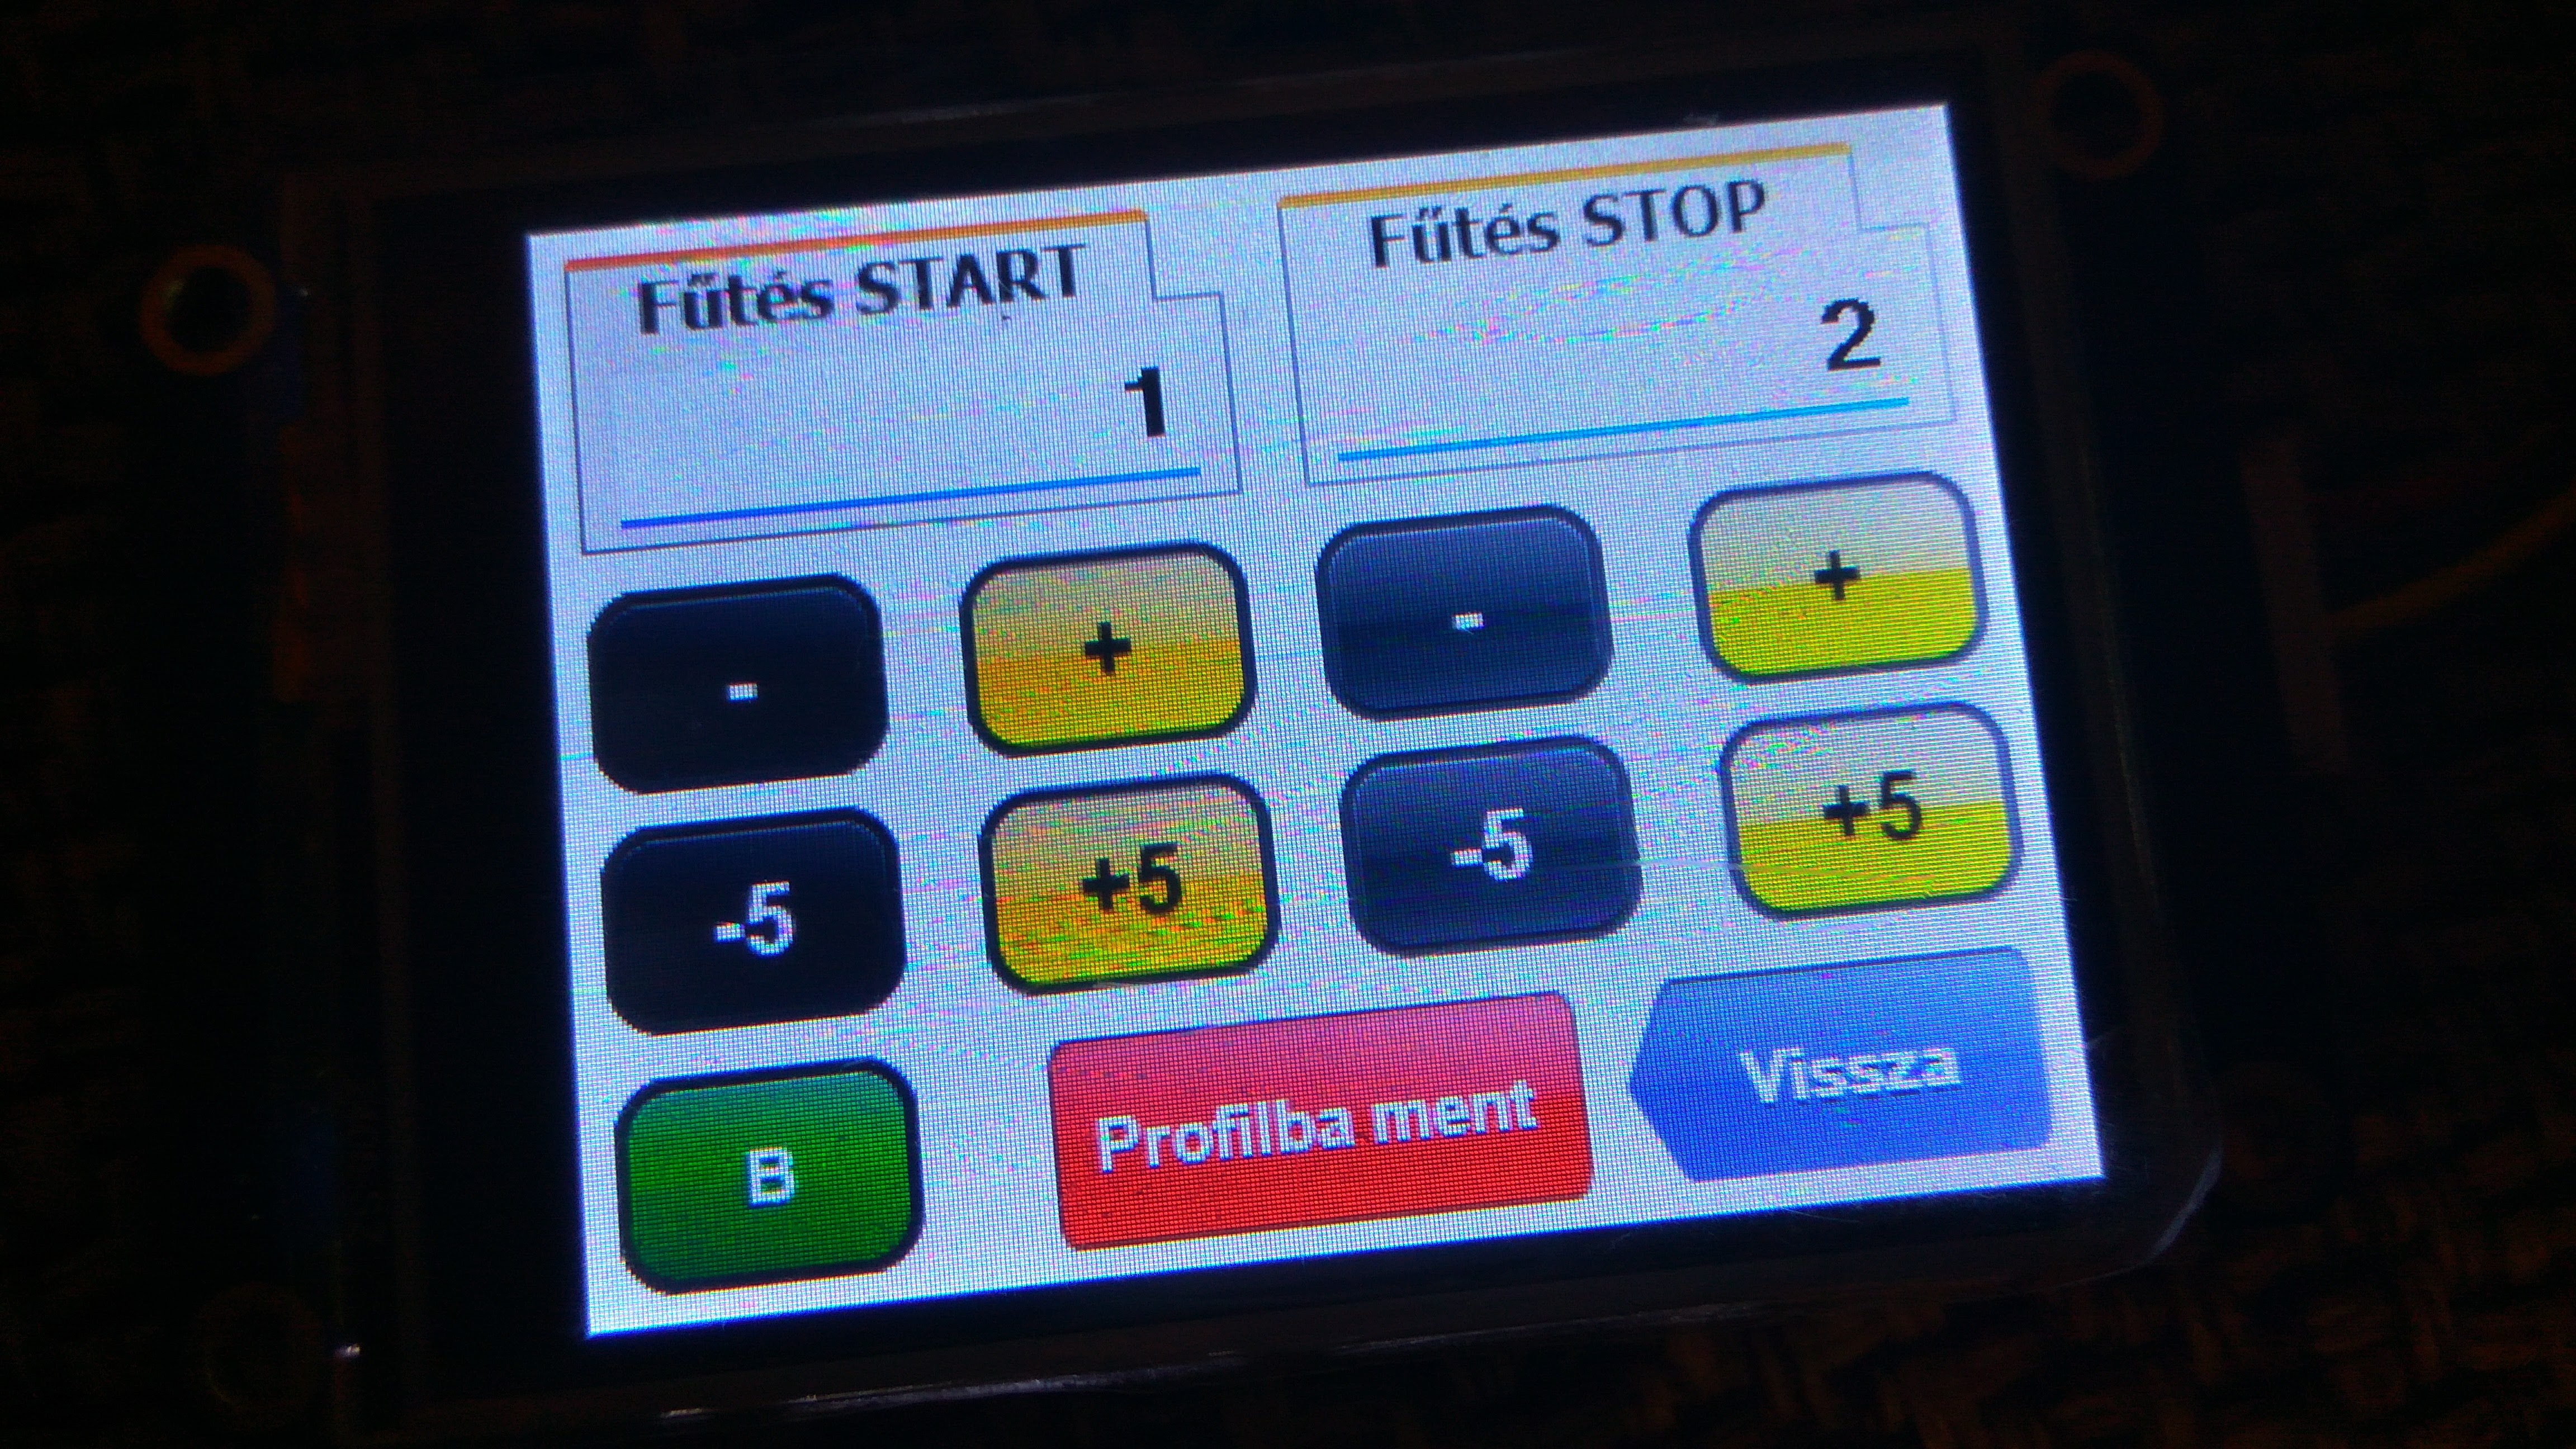 Fűtés START
Fűtés STOP
1
2
-
+
-
+
-5
+5
-5
+5
B
Profilba ment
Vissza